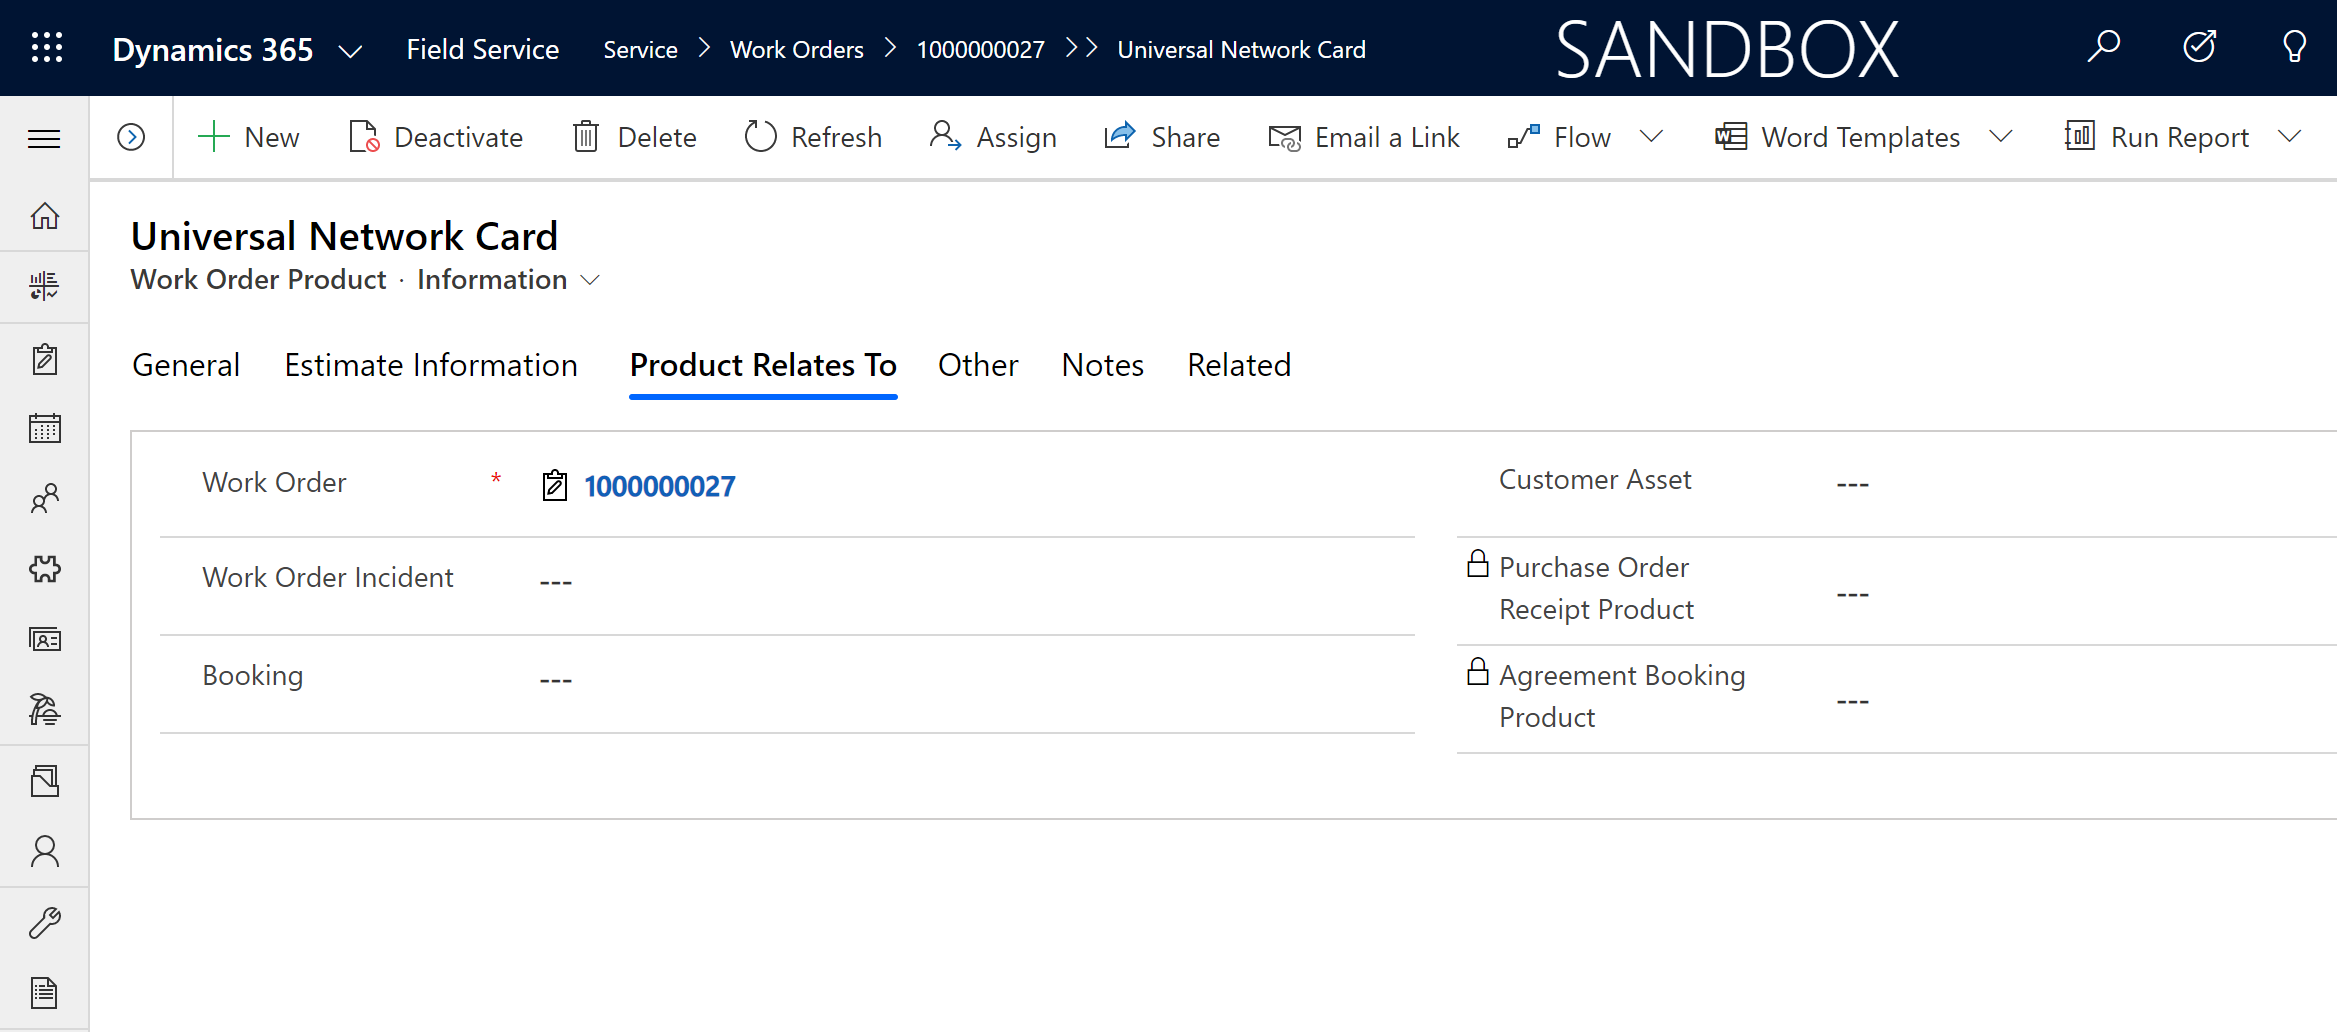 Dynamics 365 Field Service Service > Work Orders > 1000000027 > > Universal Network Card SANDBOX
New Deactivate Delete Refresh Assign Share Email a Link Flow Word Templates Run Report
Universal Network Card
Work Order Product · Information
General Estimate Information Product Relates To Other Notes Related
Work Order * 1000000027
Work Order Incident ---
Booking ---
Customer Asset ---
Purchase Order
Receipt Product ---
Agreement Booking
Product ---